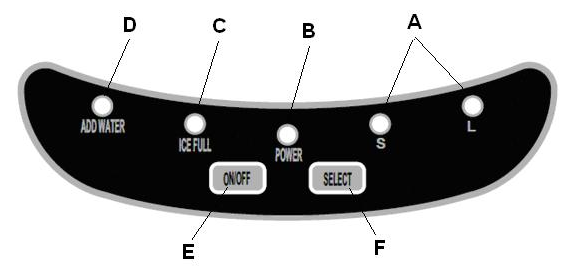 D C B A
ADD WATER
ICE FULL
POWER
S
L
ON/OFF
SELECT
E
F